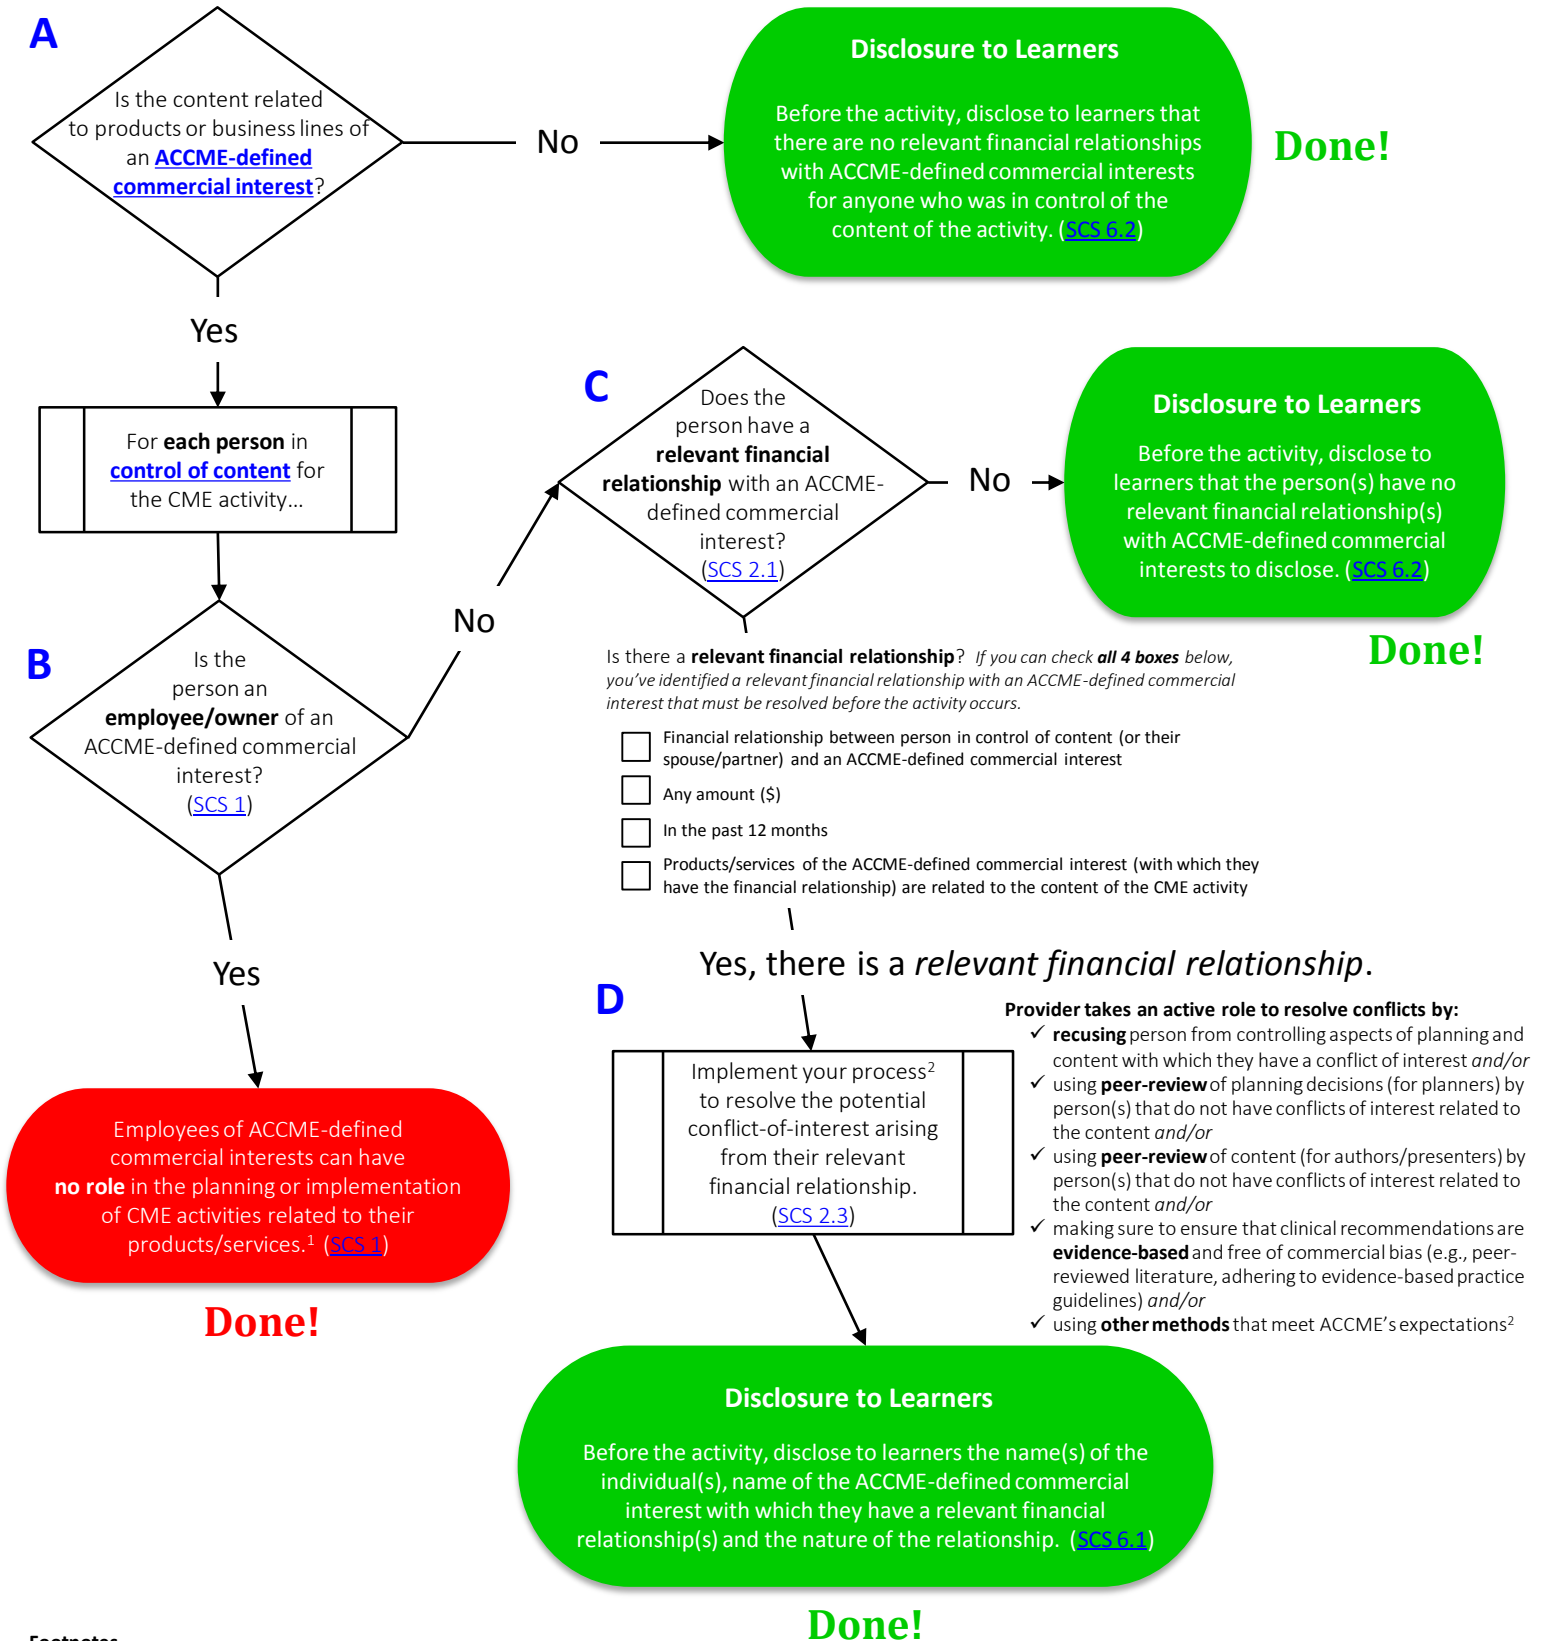 A
Is the content related
to products or business lines of
an ACCME-defined
commercial interest?
No
Disclosure to Learners
Before the activity, disclose to learners that
there are no relevant financial relationships
with ACCME-defined commercial interests
for anyone who was in control of the
content of the activity. (SCS 6.2)
Done!
Yes
For each person in
control of content for
the CME activity…
C
Does the
person have a
relevant financial
relationship with an ACCME-
defined commercial
interest?
(SCS 2.1)
No
Disclosure to Learners
Before the activity, disclose to
learners that the person(s) have no
relevant financial relationship(s)
with ACCME-defined commercial
interests to disclose. (SCS 6.2)
Done!
No
B
Is the
person an
employee/owner of an
ACCME-defined commercial
interest?
(SCS 1)
Is there a relevant financial relationship? If you can check all 4 boxes below,
you've identified a relevant financial relationship with an ACCME-defined commercial
interest that must be resolved before the activity occurs.
Financial relationship between person in control of content (or their
spouse/partner) and an ACCME-defined commercial interest
Any amount ($)
In the past 12 months
Products/services of the ACCME-defined commercial interest (with which they
have the financial relationship) are related to the content of the CME activity
Yes
Employees of ACCME-defined
commercial interests can have
no role in the planning or implementation
of CME activities related to their
products/services.1 (SCS 1)
Done!
Yes, there is a relevant financial relationship.
D
Implement your process2
to resolve the potential
conflict-of-interest arising
from their relevant
financial relationship.
(SCS 2.3)
Provider takes an active role to resolve conflicts by:
✓ recusing person from controlling aspects of planning and
content with which they have a conflict of interest and/or
✓ using peer-review of planning decisions (for planners) by
person(s) that do not have conflicts of interest related to
the content and/or
✓ using peer-review of content (for authors/presenters) by
person(s) that do not have conflicts of interest related to
the content and/or
✓ making sure to ensure that clinical recommendations are
evidence-based and free of commercial bias (e.g., peer-
reviewed literature, adhering to evidence-based practice
guidelines) and/or
✓ using other methods that meet ACCME's expectations2
Disclosure to Learners
Before the activity, disclose to learners the name(s) of the
individual(s), name of the ACCME-defined commercial
interest with which they have a relevant financial
relationship(s) and the nature of the relationship. (SCS 6.1)
Done!
Footnotes